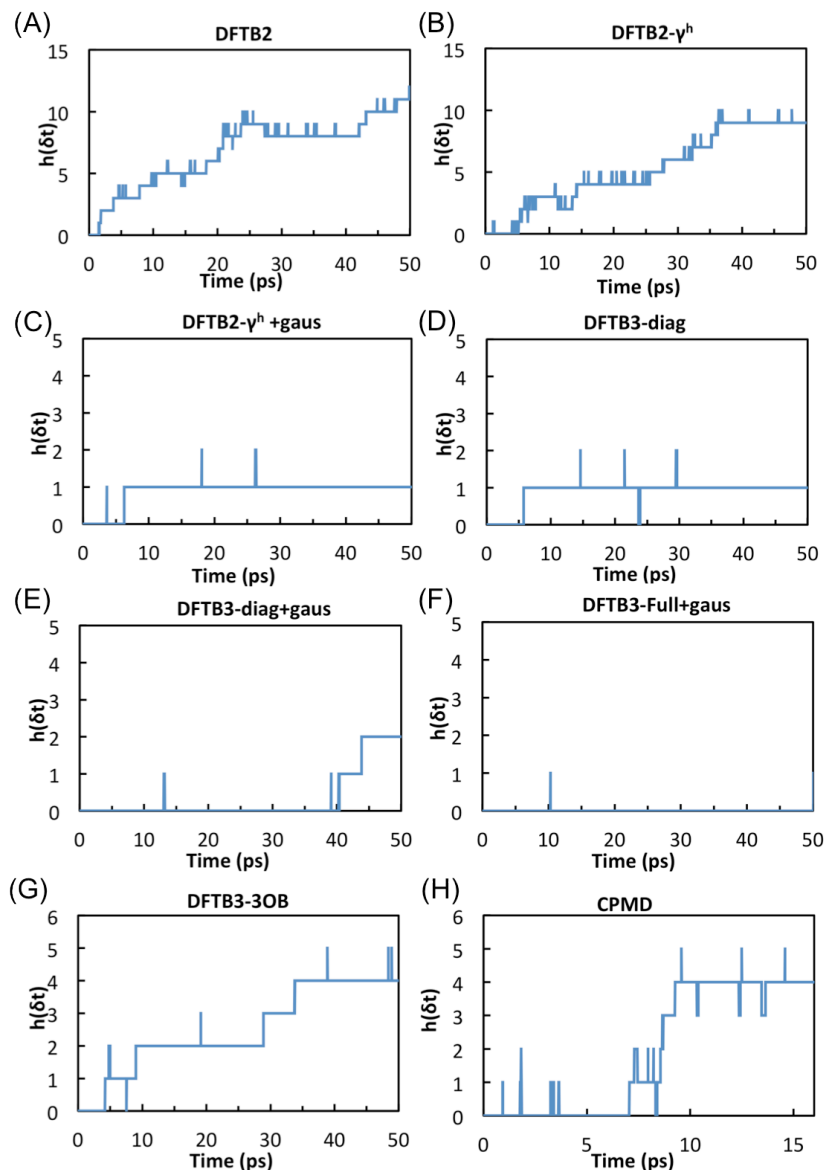 (A)
DFTB2
15
10
5
0
h(δt)
0 10 20 30 40 50
Time (ps)
(B)
DFTB2-γʰ
15
10
5
0
h(δt)
0 10 20 30 40 50
Time (ps)
(C)
DFTB2-γʰ +gaus
5
4
3
2
1
0
h(δt)
0 10 20 30 40 50
Time (ps)
(D)
DFTB3-diag
5
4
3
2
1
0
h(δt)
0 10 20 30 40 50
Time (ps)
(E)
DFTB3-diag+gaus
5
4
3
2
1
0
h(δt)
0 10 20 30 40 50
Time (ps)
(F)
DFTB3-Full+gaus
5
4
3
2
1
0
h(δt)
0 10 20 30 40 50
Time (ps)
(G)
DFTB3-3OB
6
5
4
3
2
1
0
h(δt)
0 10 20 30 40 50
Time (ps)
(H)
CPMD
6
5
4
3
2
1
0
h(δt)
0 5 10 15
Time (ps)